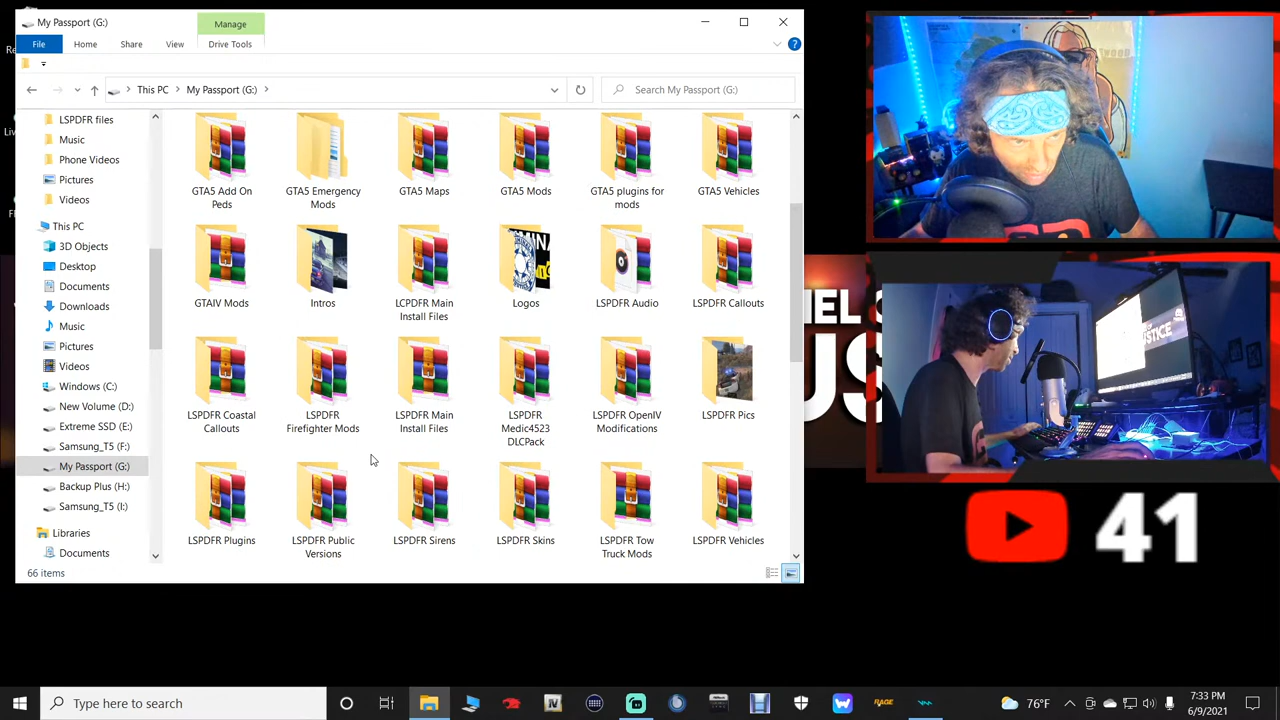 My Passport (G:)
Manage
File
Home
Share
View
Drive Tools
This PC
My Passport (G:)
Search My Passport (G:)
LSPDFR files
Music
Phone Videos
Pictures
Videos
This PC
3D Objects
Desktop
Documents
Downloads
Music
Pictures
Videos
Windows (C:)
New Volume (D:)
Extreme SSD (E:)
Samsung_T5 (F:)
My Passport (G:)
Backup Plus (H:)
Samsung_T5 (I:)
Libraries
Documents
GTA5 Add On
Peds
GTA5 Emergency
Mods
GTA5 Maps
GTA5 Mods
GTA5 plugins for
mods
GTA5 Vehicles
GTAIV Mods
Intros
LCPDFR Main
Install Files
Logos
LSPDFR Audio
LSPDFR Callouts
LSPDFR Coastal
Callouts
LSPDFR
Firefighter Mods
LSPDFR Main
Install Files
LSPDFR
Medic4523
DLCPack
LSPDFR OpenIV
Modifications
LSPDFR Pics
LSPDFR Plugins
LSPDFR Public
Versions
LSPDFR Sirens
LSPDFR Skins
LSPDFR Tow
Truck Mods
LSPDFR Vehicles
66 items
41
Type here to search
IV
RAGE
76°F
7:33 PM
6/9/2021